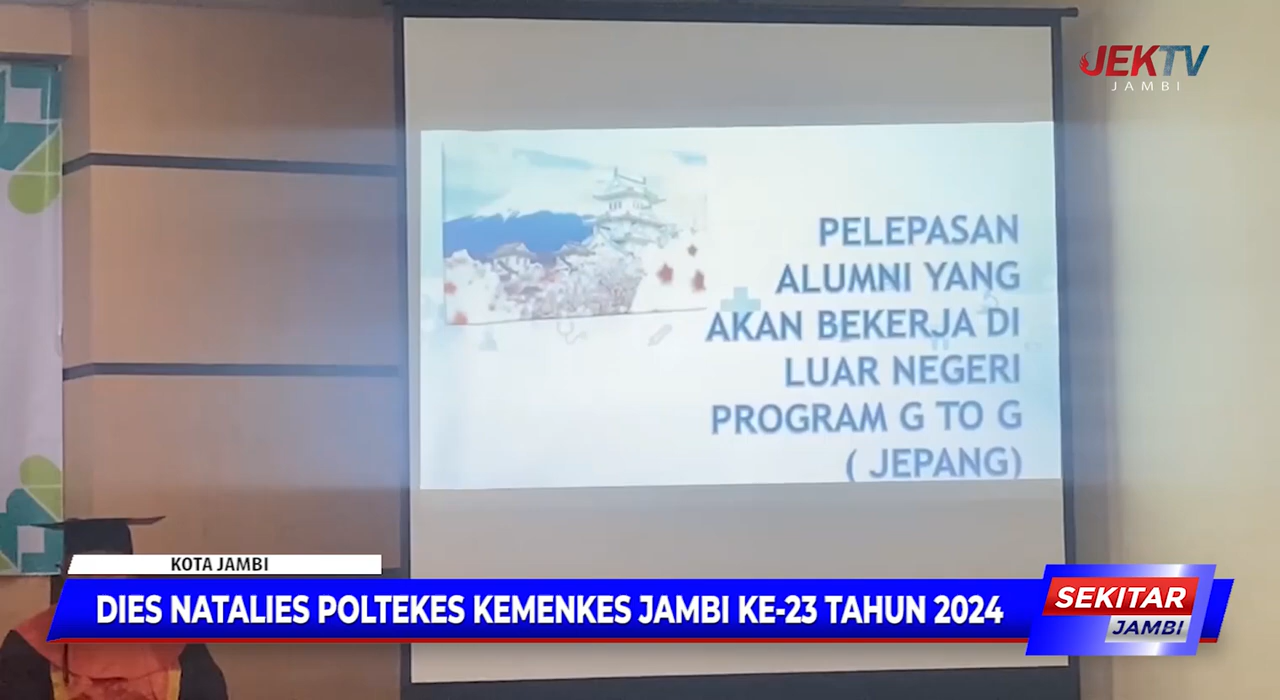 JEKTV
JAMBI
PELEPASAN
ALUMNI YANG
AKAN BEKERJA DI
LUAR NEGERI
PROGRAM G TO G
( JEPANG)
KOTA JAMBI
DIES NATALIES POLTEKES KEMENKES JAMBI KE-23 TAHUN 2024
SEKITAR
JAMBI